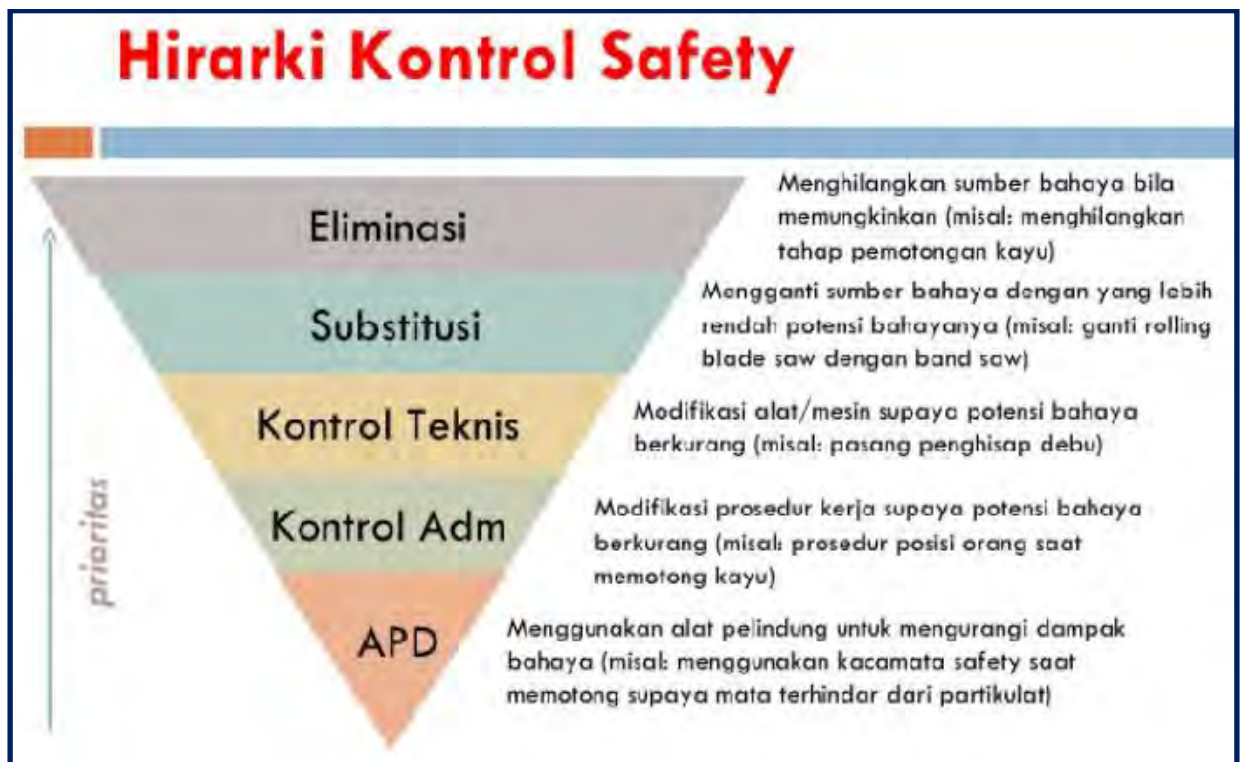 Hirarki Kontrol Safety
Eliminasi
Menghilangkan sumber bahaya bila
memungkinkan (misal: menghilangkan
tahap pemotongan kayu)
Substitusi
Mengganti sumber bahaya dengan yang lebih
rendah potensi bahayanya (misal: ganti rolling
blade saw dengan band saw)
Kontrol Teknis
Modifikasi alat/mesin supaya potensi bahaya
berkurang (misal: pasang penghisap debu)
Kontrol Adm
Modifikasi prosedur kerja supaya potensi bahaya
berkurang (misal: prosedur posisi orang saat
memotong kayu)
APD
Menggunakan alat pelindung untuk mengurangi dampak
bahaya (misal: menggunakan kacamata safety saat
memotong supaya mata terhindar dari partikulat)
prioritas